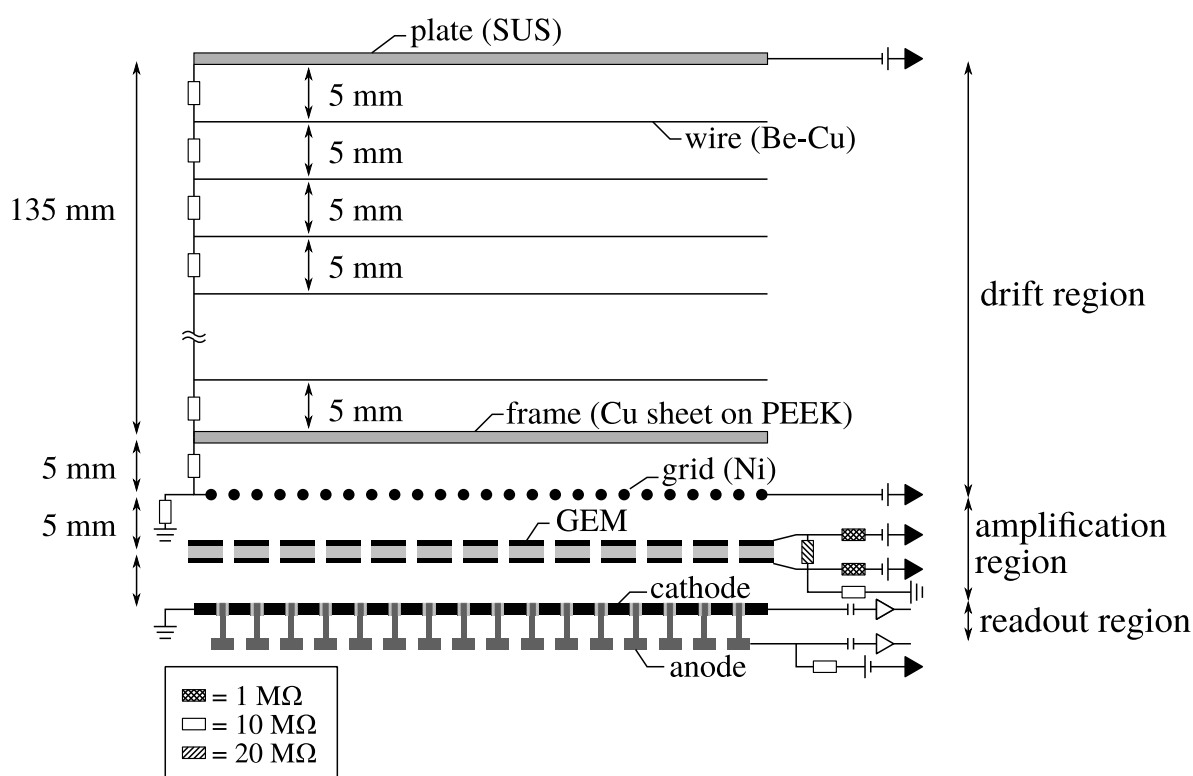 plate (SUS)
5 mm
wire (Be-Cu)
5 mm
5 mm
135 mm
5 mm
drift region
5 mm
frame (Cu sheet on PEEK)
5 mm
grid (Ni)
5 mm
GEM
amplification
region
cathode
readout region
anode
= 1 MΩ
= 10 MΩ
= 20 MΩ